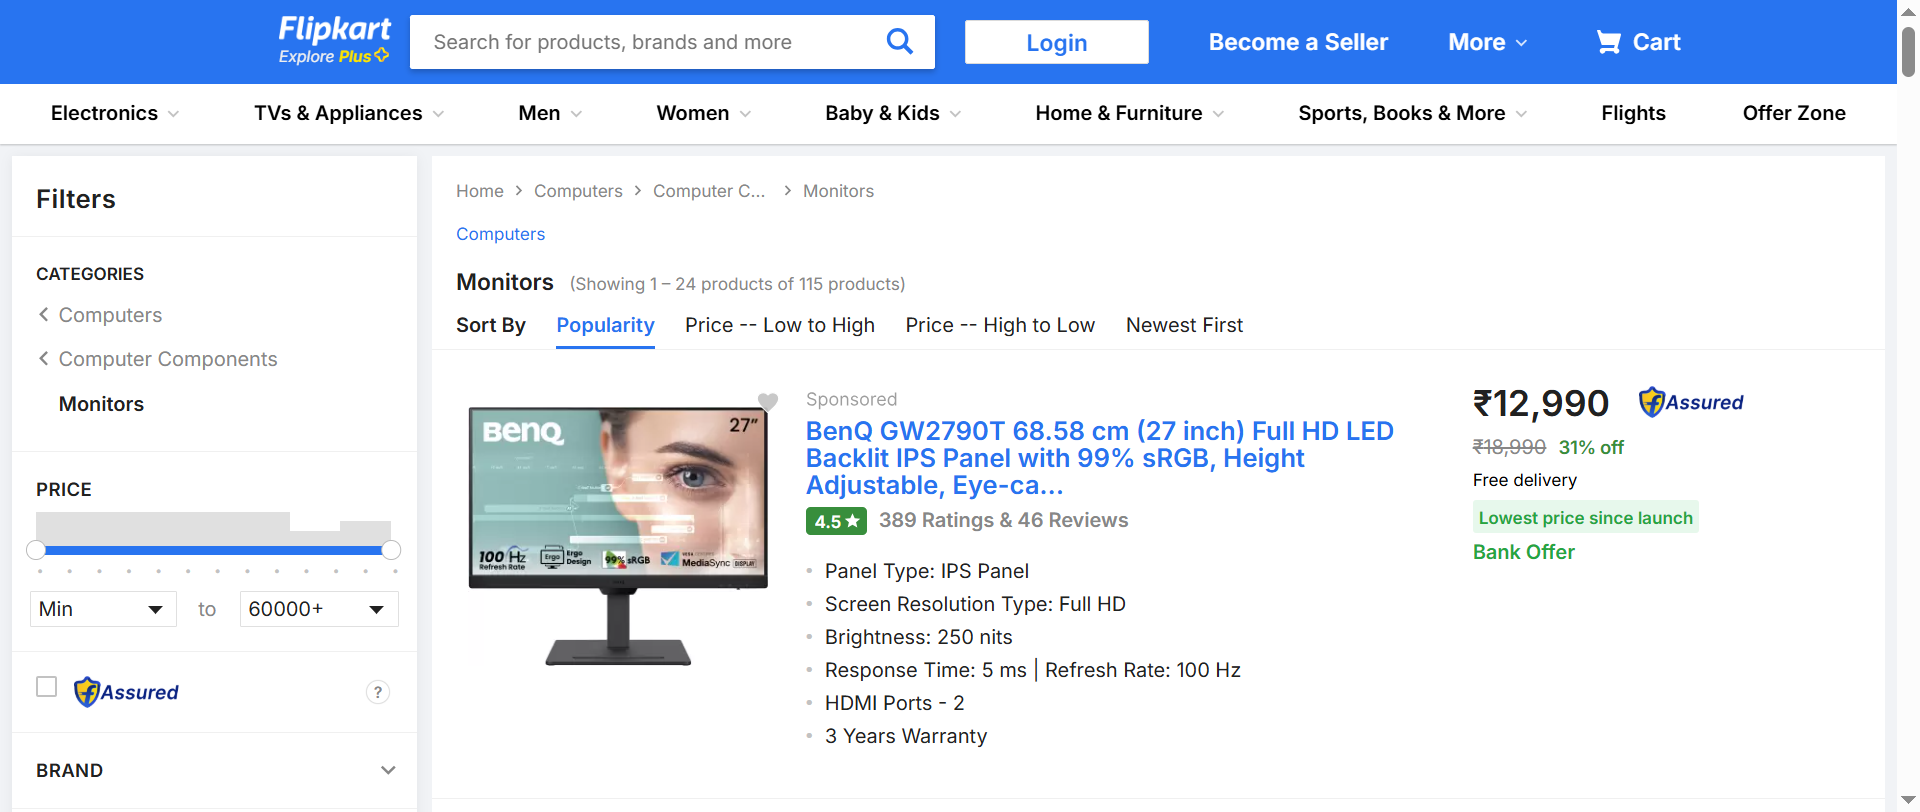 Flipkart
Explore Plus
Search for products, brands and more
Login
Become a Seller
More
Cart
Electronics
TVs & Appliances
Men
Women
Baby & Kids
Home & Furniture
Sports, Books & More
Flights
Offer Zone
Filters
CATEGORIES
Computers
Computer Components
Monitors
PRICE
Min
to
60000+
Assured
?
BRAND
Home
Computers
Computer C...
Monitors
Computers
Monitors (Showing 1 – 24 products of 115 products)
Sort By
Popularity
Price -- Low to High
Price -- High to Low
Newest First
BenQ
27"
100 Hz
Refresh Rate
Ergo
Ergo
Design
99% sRGB
MediaSync
DISPLAY
Sponsored
BenQ GW2790T 68.58 cm (27 inch) Full HD LED
Backlit IPS Panel with 99% sRGB, Height
Adjustable, Eye-ca...
4.5
389 Ratings & 46 Reviews
Panel Type: IPS Panel
Screen Resolution Type: Full HD
Brightness: 250 nits
Response Time: 5 ms | Refresh Rate: 100 Hz
HDMI Ports - 2
3 Years Warranty
₹12,990
Assured
₹18,990 31% off
Free delivery
Lowest price since launch
Bank Offer